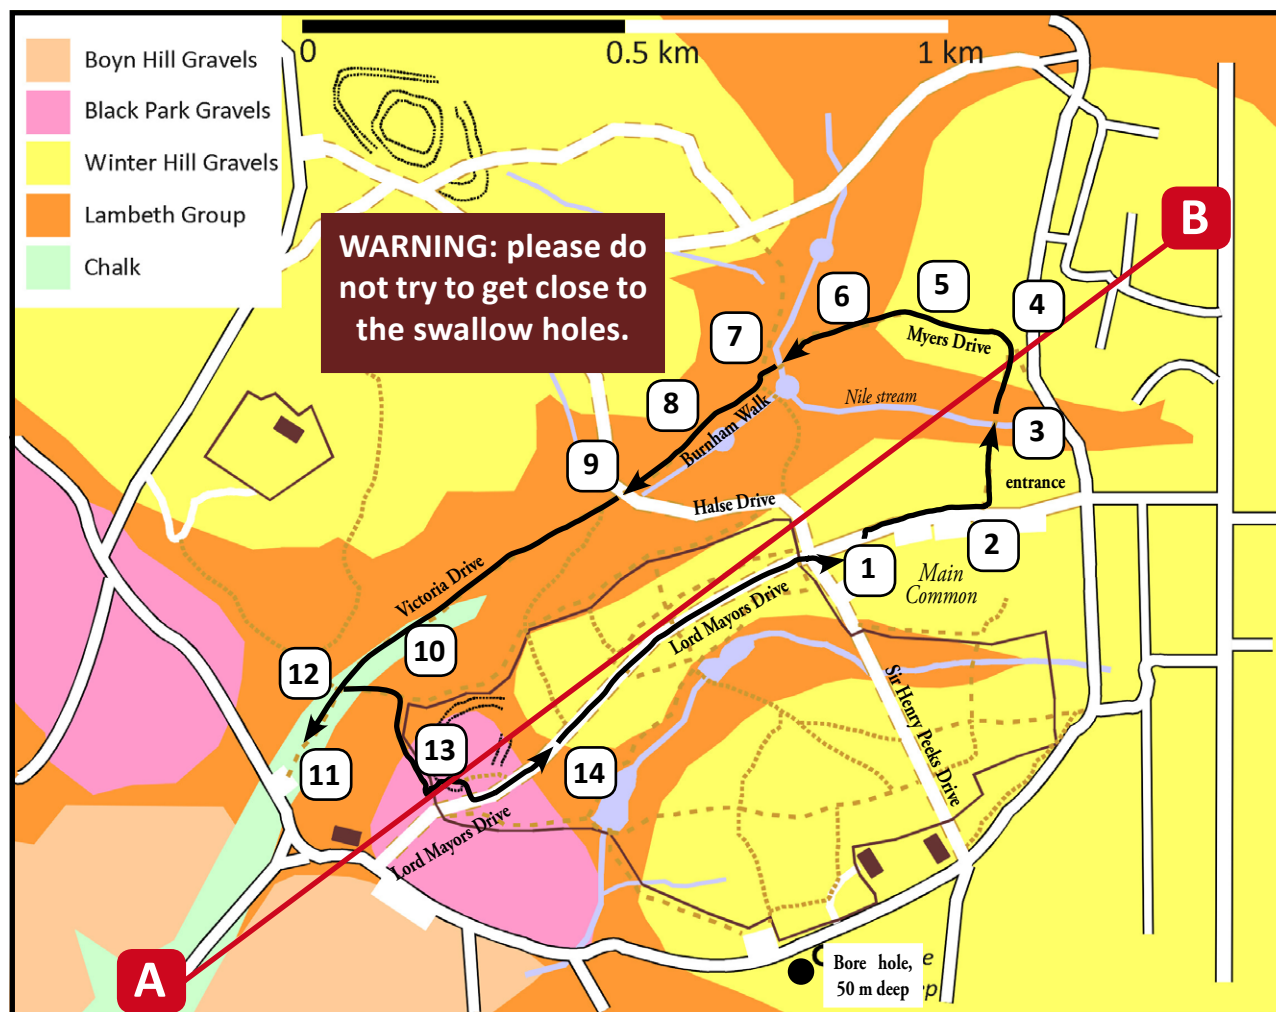 0
0.5 km
1 km
Boyn Hill Gravels
Black Park Gravels
Winter Hill Gravels
Lambeth Group
Chalk
WARNING: please do
not try to get close to
the swallow holes.
B
5
6
4
7
Myers Drive
8
Nile stream
3
Burnham Walk
9
entrance
Halse Drive
2
1
Main
Common
Victoria Drive
Lord Mayors Drive
10
12
Sir Henry Peeks Drive
13
11
14
Lord Mayors Drive
A
Bore hole,
50 m deep